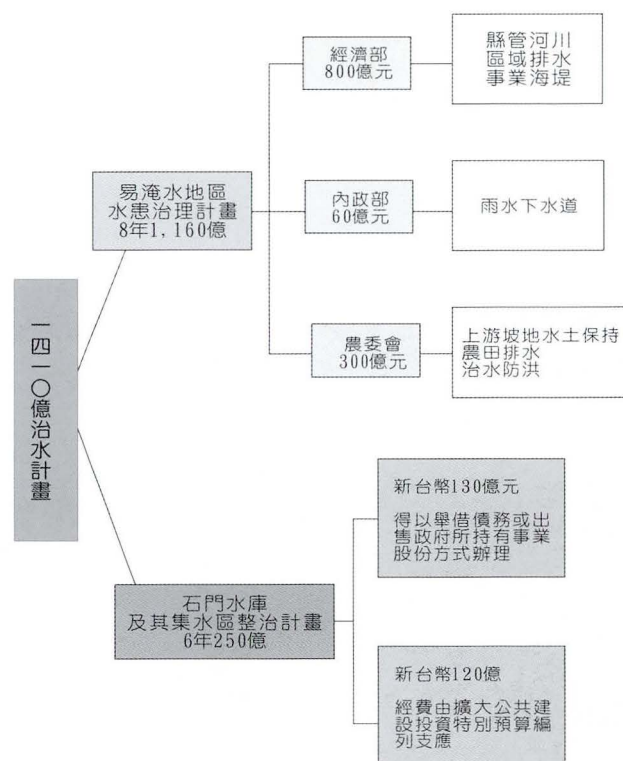 一四一〇億治水計畫
易淹水地區
水患治理計畫
8年1,160億
經濟部
800億元
縣管河川
區域排水
事業海堤
內政部
60億元
雨水下水道
農委會
300億元
上游坡地水土保持
農田排水
治水防洪
石門水庫
及其集水區整治計畫
6年250億
新台幣130億元
得以舉借債務或出
售政府所持有事業
股份方式辦理
新台幣120億
經費由擴大公共建
設投資特別預算編
列支應